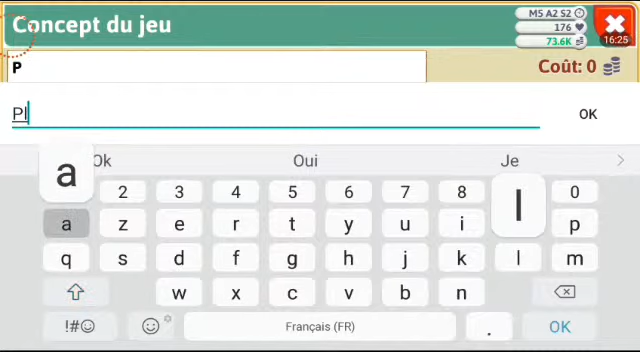 Concept du jeu
M5 A2 S2
176
73.6K
16:25
P
Coût: 0
Pl
OK
Ok Oui Je
a l
2 3 4 5 6 7 8 0
a z e r t y u i p
q s d f g h j k l m
w x c v b n
!#☺ Français (FR) . OK